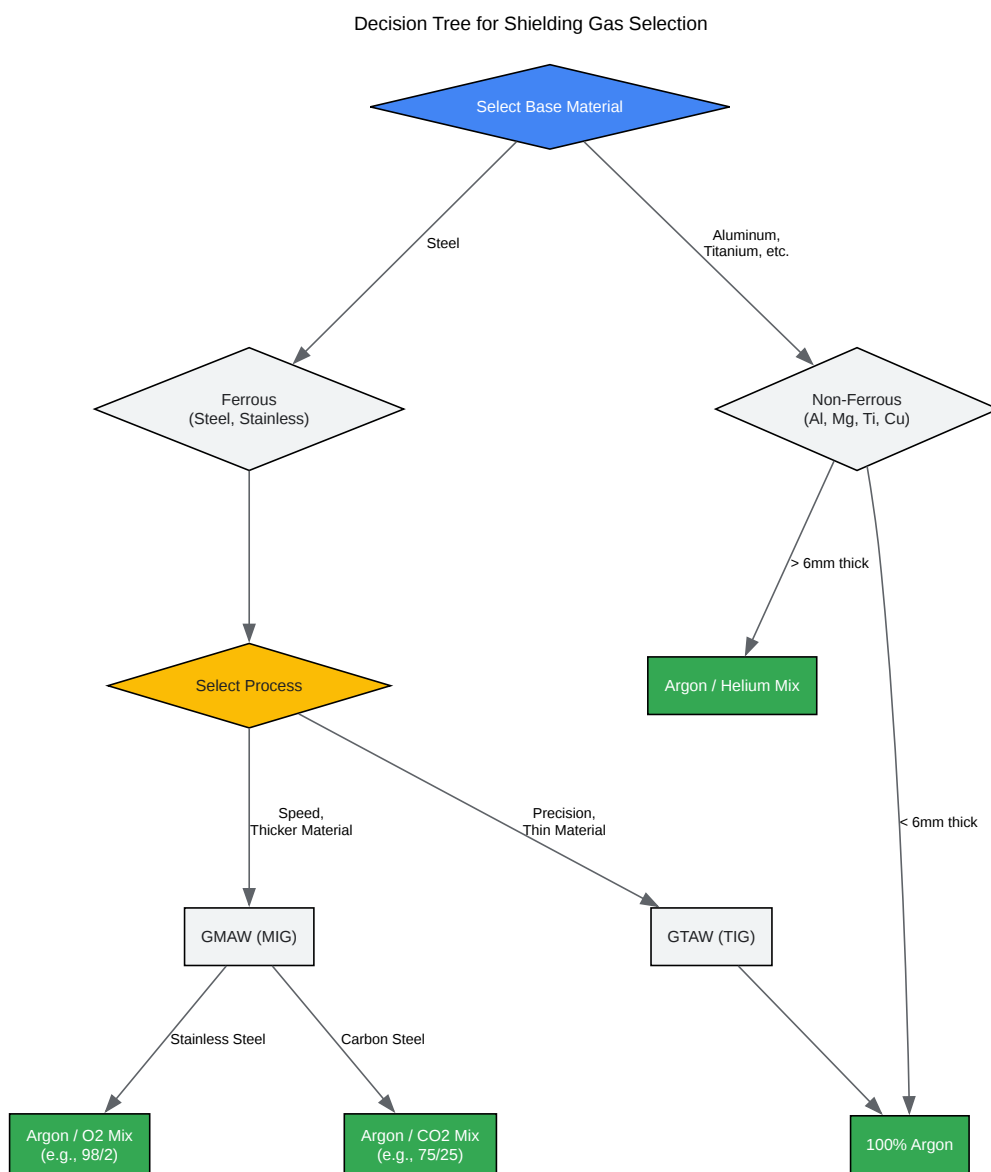 Decision Tree for Shielding Gas Selection
Select Base Material
Steel
Aluminum,
Titanium, etc.
Ferrous
(Steel, Stainless)
Non-Ferrous
(Al, Mg, Ti, Cu)
> 6mm thick
Select Process
Argon / Helium Mix
Speed,
Thicker Material
Precision,
Thin Material
< 6mm thick
GMAW (MIG)
GTAW (TIG)
Stainless Steel
Carbon Steel
Argon / O2 Mix
(e.g., 98/2)
Argon / CO2 Mix
(e.g., 75/25)
100% Argon